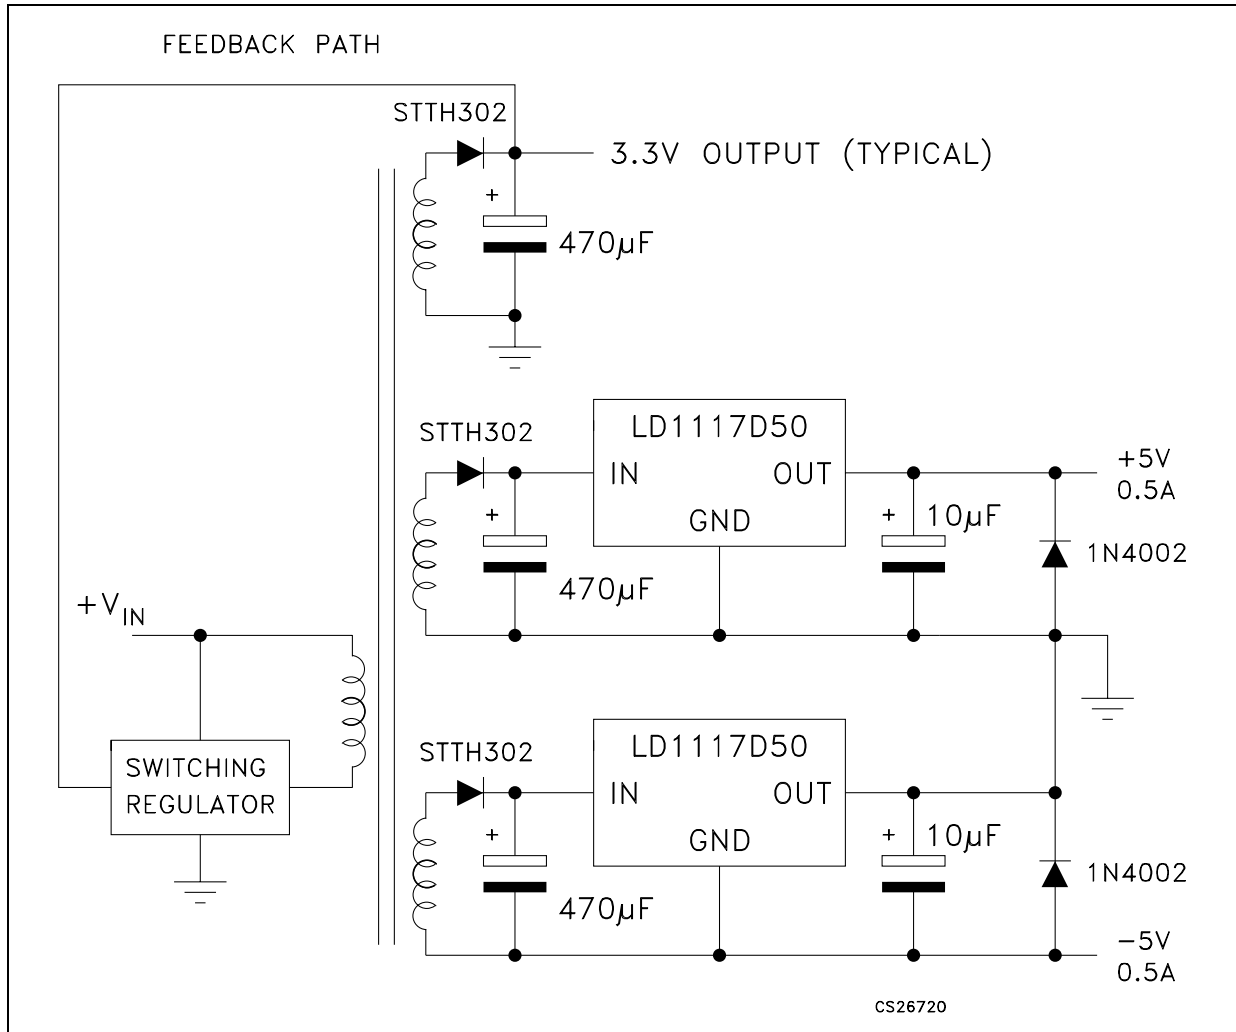 FEEDBACK PATH
STTH302
3.3V OUTPUT (TYPICAL)
+
470µF
STTH302
LD1117D50
IN
OUT
GND
+
470µF
+
10µF
+5V
0.5A
1N4002
+VIN
SWITCHING
REGULATOR
STTH302
LD1117D50
IN
OUT
GND
+
470µF
+
10µF
1N4002
−5V
0.5A
CS26720